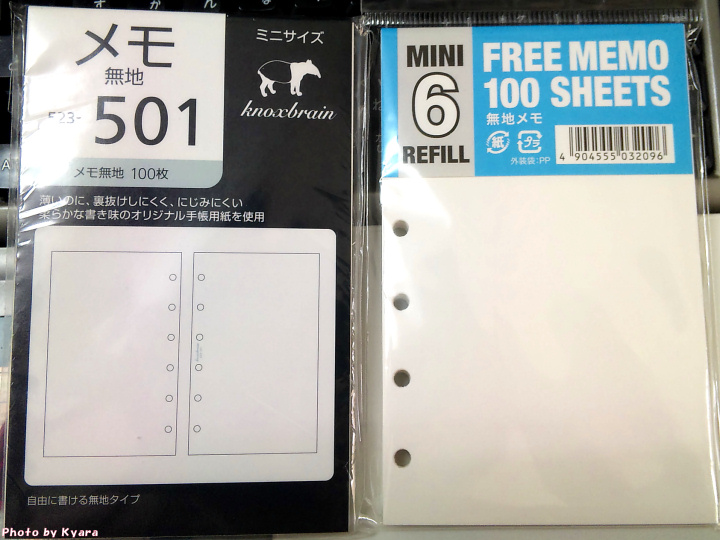 メモ
無地
523-501
メモ無地 100枚
ミニサイズ
knoxbrain
薄いのに、裏抜けしにくく、にじみにくい
柔らかな書き味のオリジナル手帳用紙を使用
自由に書ける無地タイプ
MINI
6
REFILL
FREE MEMO
100 SHEETS
無地メモ
紙
プラ
外装袋:PP
4 904555 032096
Photo by Kyara